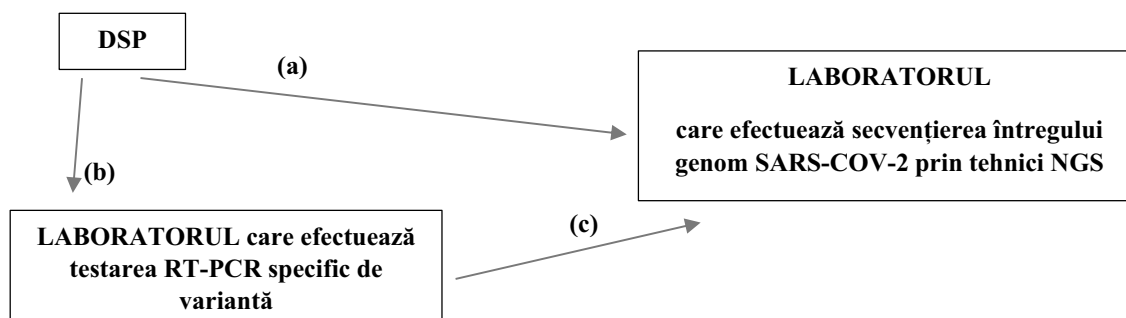 DSP
(a)
LABORATORUL
care efectuează secvențierea întregului
genom SARS-COV-2 prin tehnici NGS
(b)
(c)
LABORATORUL care efectuează
testarea RT-PCR specific de
variantă